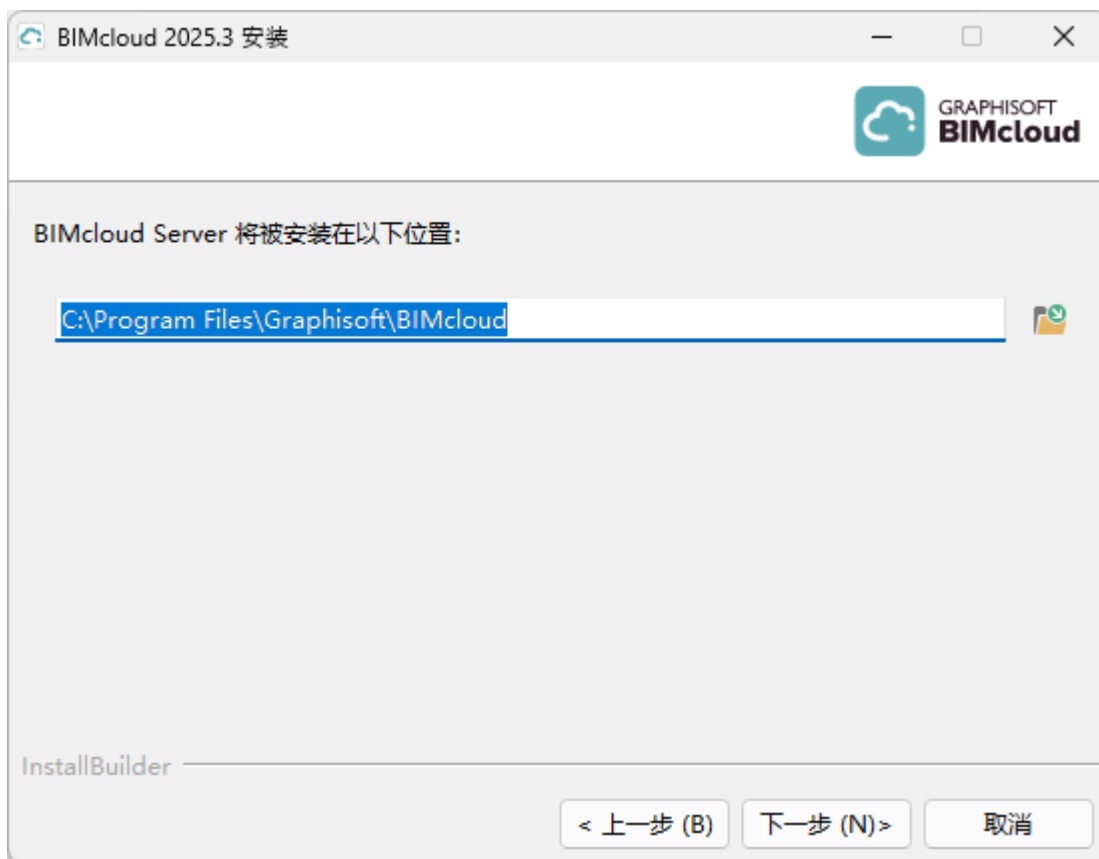 BIMcloud 2025.3 安装
GRAPHISOFT
BIMcloud
BIMcloud Server 将被安装在以下位置:
C:\Program Files\Graphisoft\BIMcloud
InstallBuilder
< 上一步 (B)
下一步 (N)>
取消